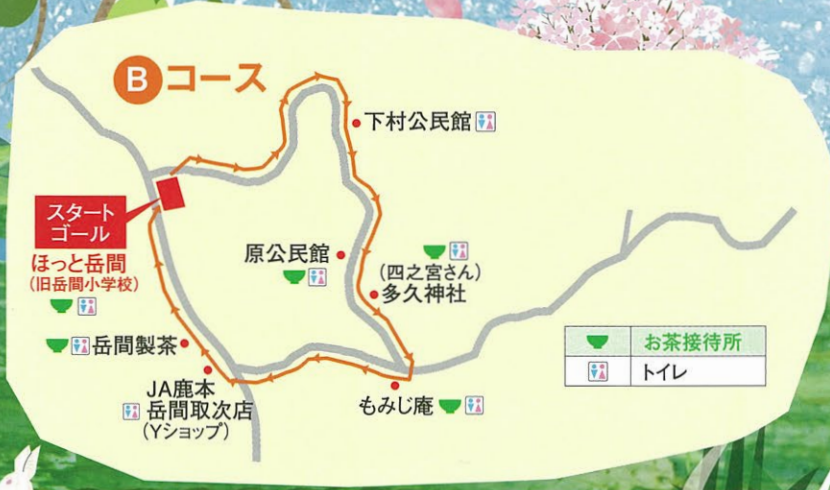 Bコース
下村公民館
スタート
ゴール
ほっと岳間
(旧岳間小学校)
原公民館
(四之宮さん)
多久神社
岳間製茶
JA鹿本
岳間取次店
(Yショップ)
もみじ庵
お茶接待所
トイレ